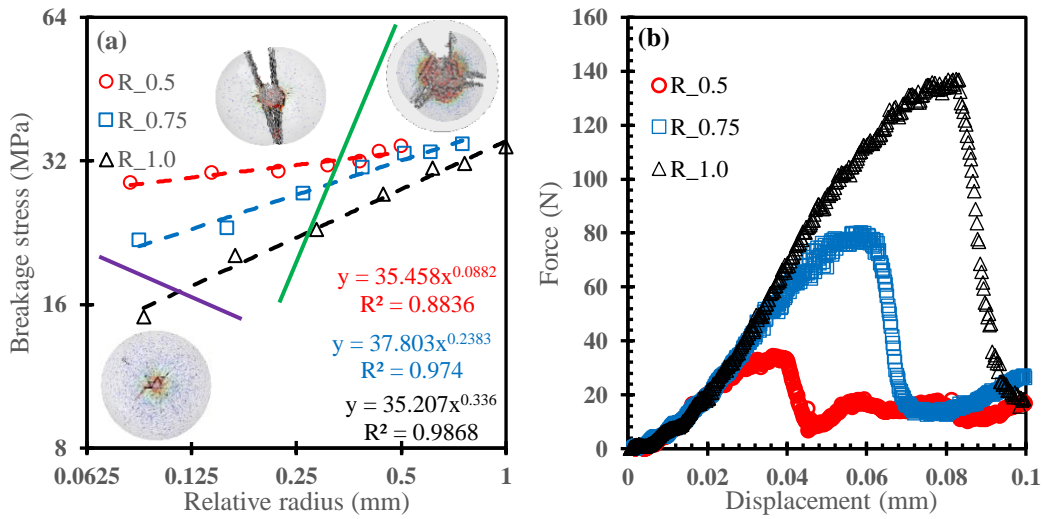 (a)
64
32
16
8
Breakage stress (MPa)
R_0.5
R_0.75
R_1.0
y = 35.458x^0.0882
R² = 0.8836
y = 37.803x^0.2383
R² = 0.974
y = 35.207x^0.336
R² = 0.9868
0.0625
0.125
0.25
0.5
1
Relative radius (mm)
(b)
160
140
120
100
80
60
40
20
0
Force (N)
R_0.5
R_0.75
R_1.0
0
0.02
0.04
0.06
0.08
0.1
Displacement (mm)